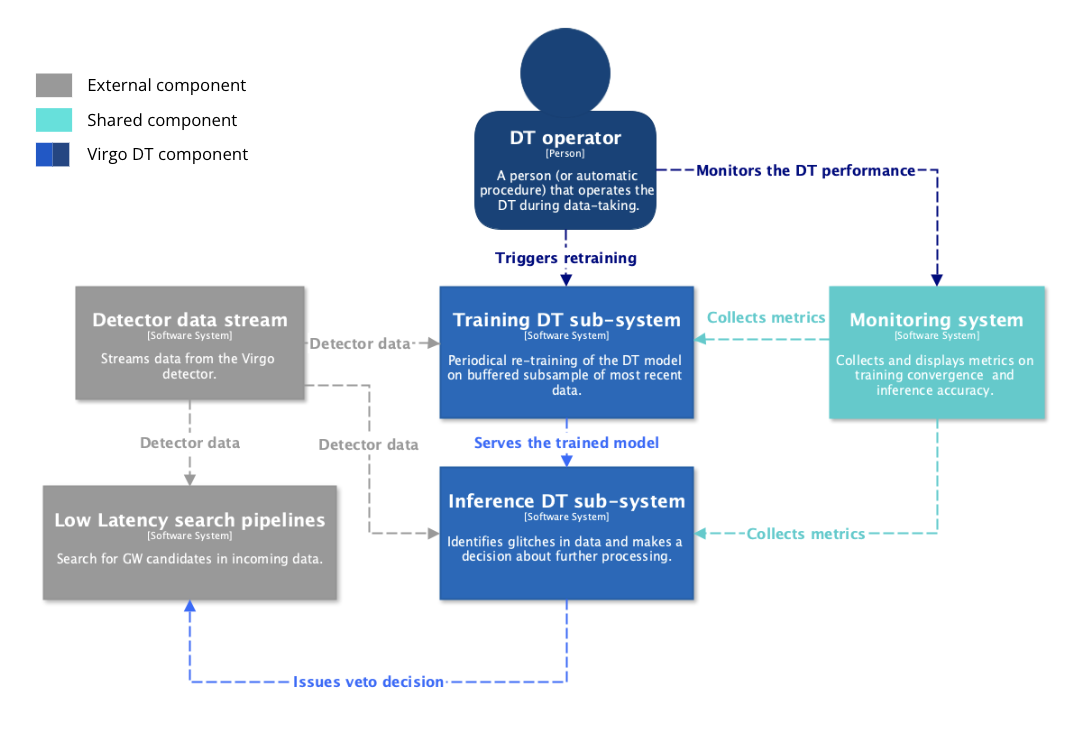 External component
Shared component
Virgo DT component
DT operator
[Person]
A person (or automatic
procedure) that operates the
DT during data-taking.
Monitors the DT performance
Triggers retraining
Detector data stream
[Software System]
Streams data from the Virgo
detector.
Detector data
Training DT sub-system
[Software System]
Periodical re-training of the DT model
on buffered subsample of most recent
data.
Collects metrics
Monitoring system
[Software System]
Collects and displays metrics on
training convergence  and
inference accuracy.
Detector data
Detector data
Serves the trained model
Low Latency search pipelines
[Software System]
Search for GW candidates in incoming data.
Inference DT sub-system
[Software System]
Identifies glitches in data and makes a
decision about further processing.
Collects metrics
Issues veto decision